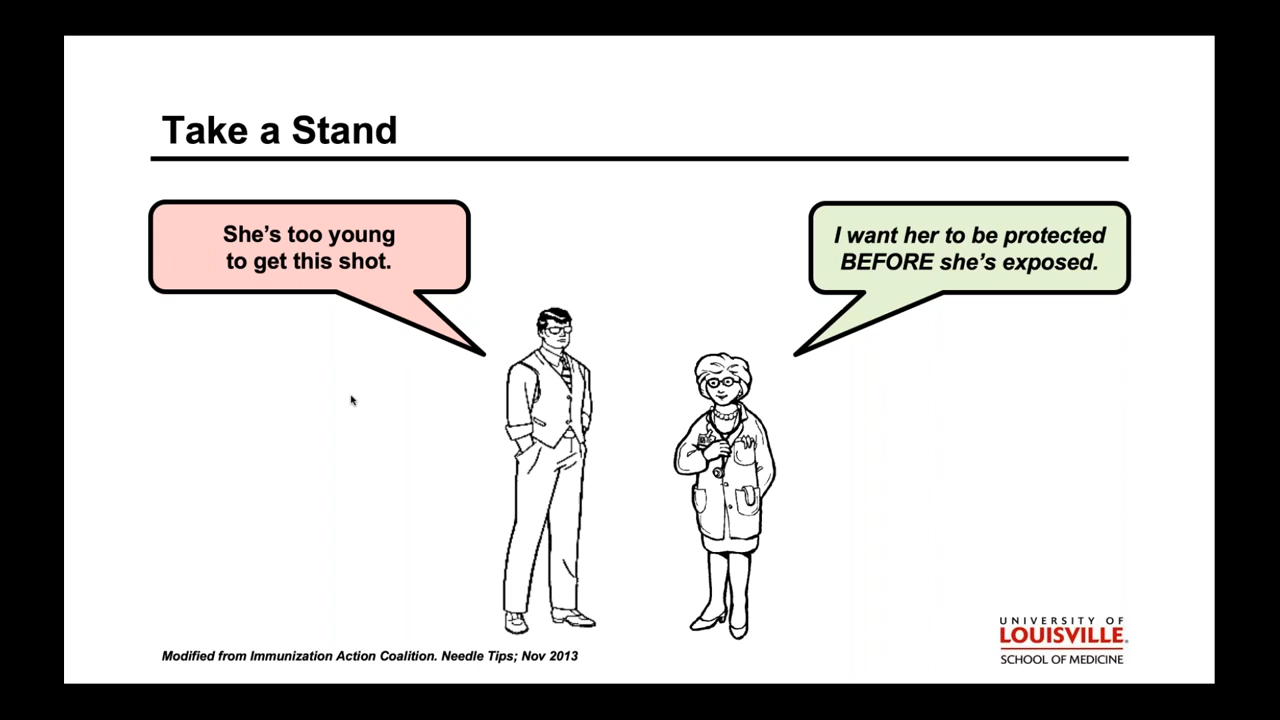 Take a Stand
She's too young
to get this shot.
I want her to be protected
BEFORE she's exposed.
Modified from Immunization Action Coalition. Needle Tips; Nov 2013
UNIVERSITY OF
LOUISVILLE.
SCHOOL OF MEDICINE